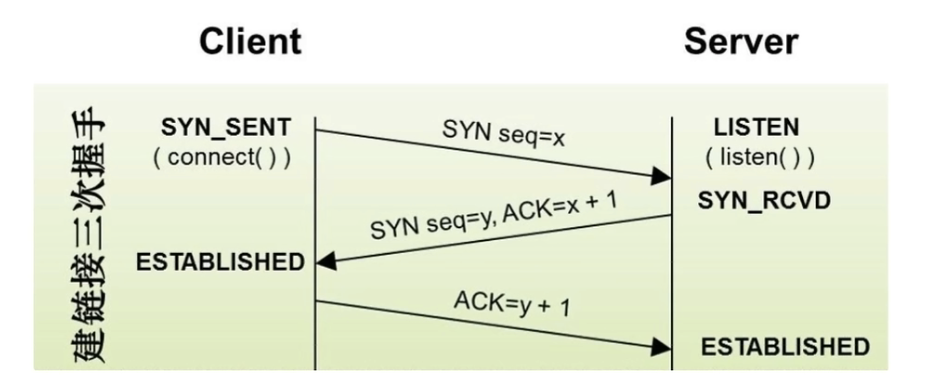 Client
Server
建链接三次握手
SYN_SENT
( connect( ) )
SYN seq=x
LISTEN
( listen( ) )
SYN_RCVD
SYN seq=y, ACK=x + 1
ESTABLISHED
ACK=y + 1
ESTABLISHED